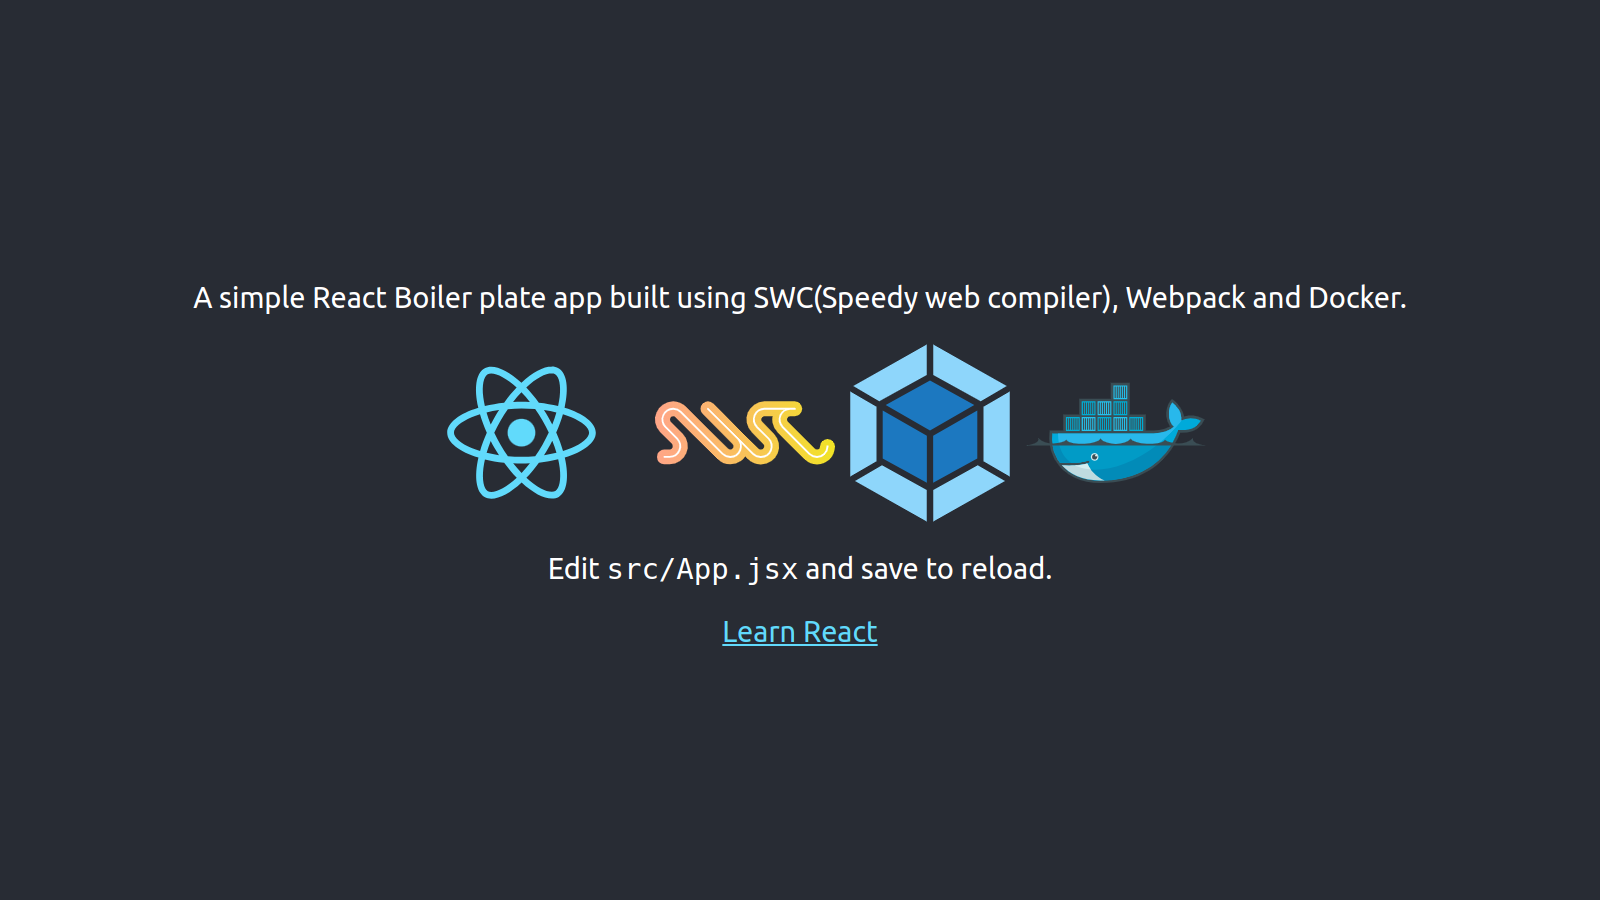 A simple React Boiler plate app built using SWC(Speedy web compiler), Webpack and Docker.
swc
Edit src/App.jsx and save to reload.
Learn React